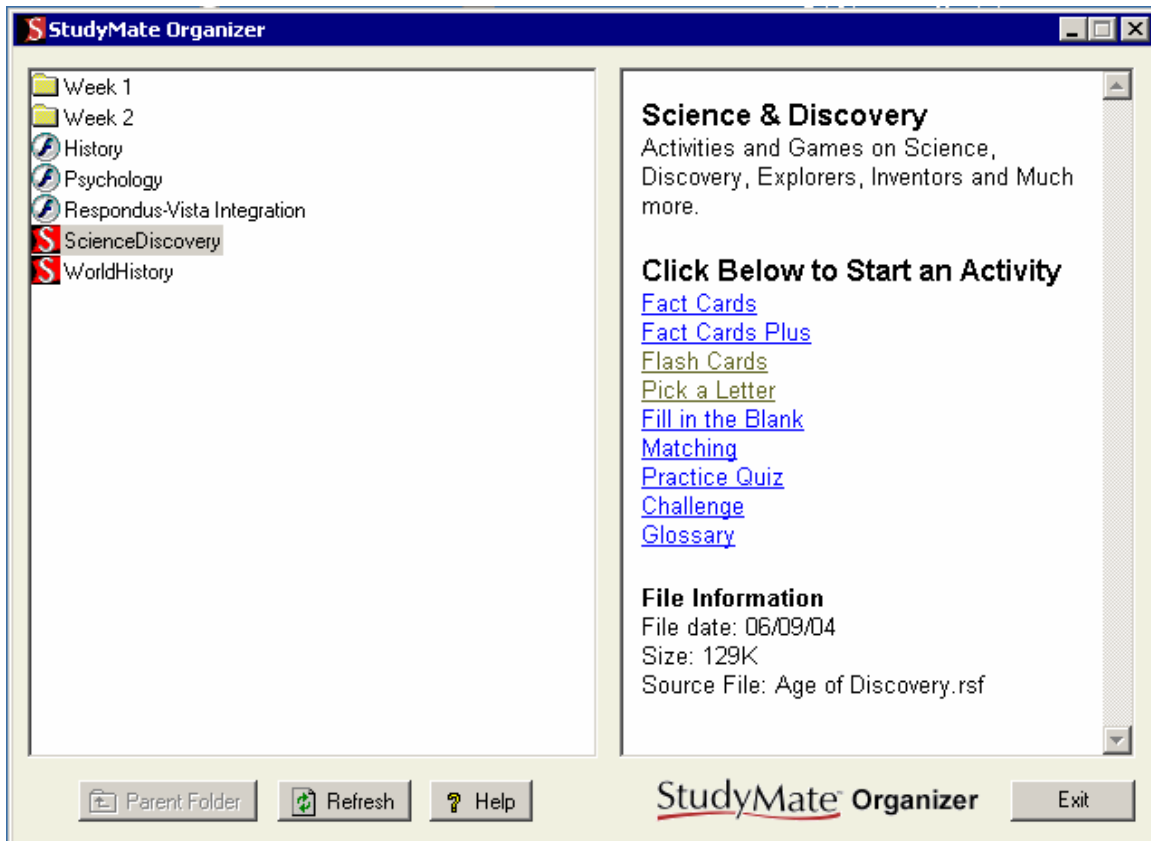 StudyMate Organizer
Week 1
Week 2
History
Psychology
Respondus-Vista Integration
ScienceDiscovery
WorldHistory
Science & Discovery
Activities and Games on Science,
Discovery, Explorers, Inventors and Much
more.
Click Below to Start an Activity
Fact Cards
Fact Cards Plus
Flash Cards
Pick a Letter
Fill in the Blank
Matching
Practice Quiz
Challenge
Glossary
File Information
File date: 06/09/04
Size: 129K
Source File: Age of Discovery.rsf
Parent Folder
Refresh
Help
StudyMate™ Organizer
Exit